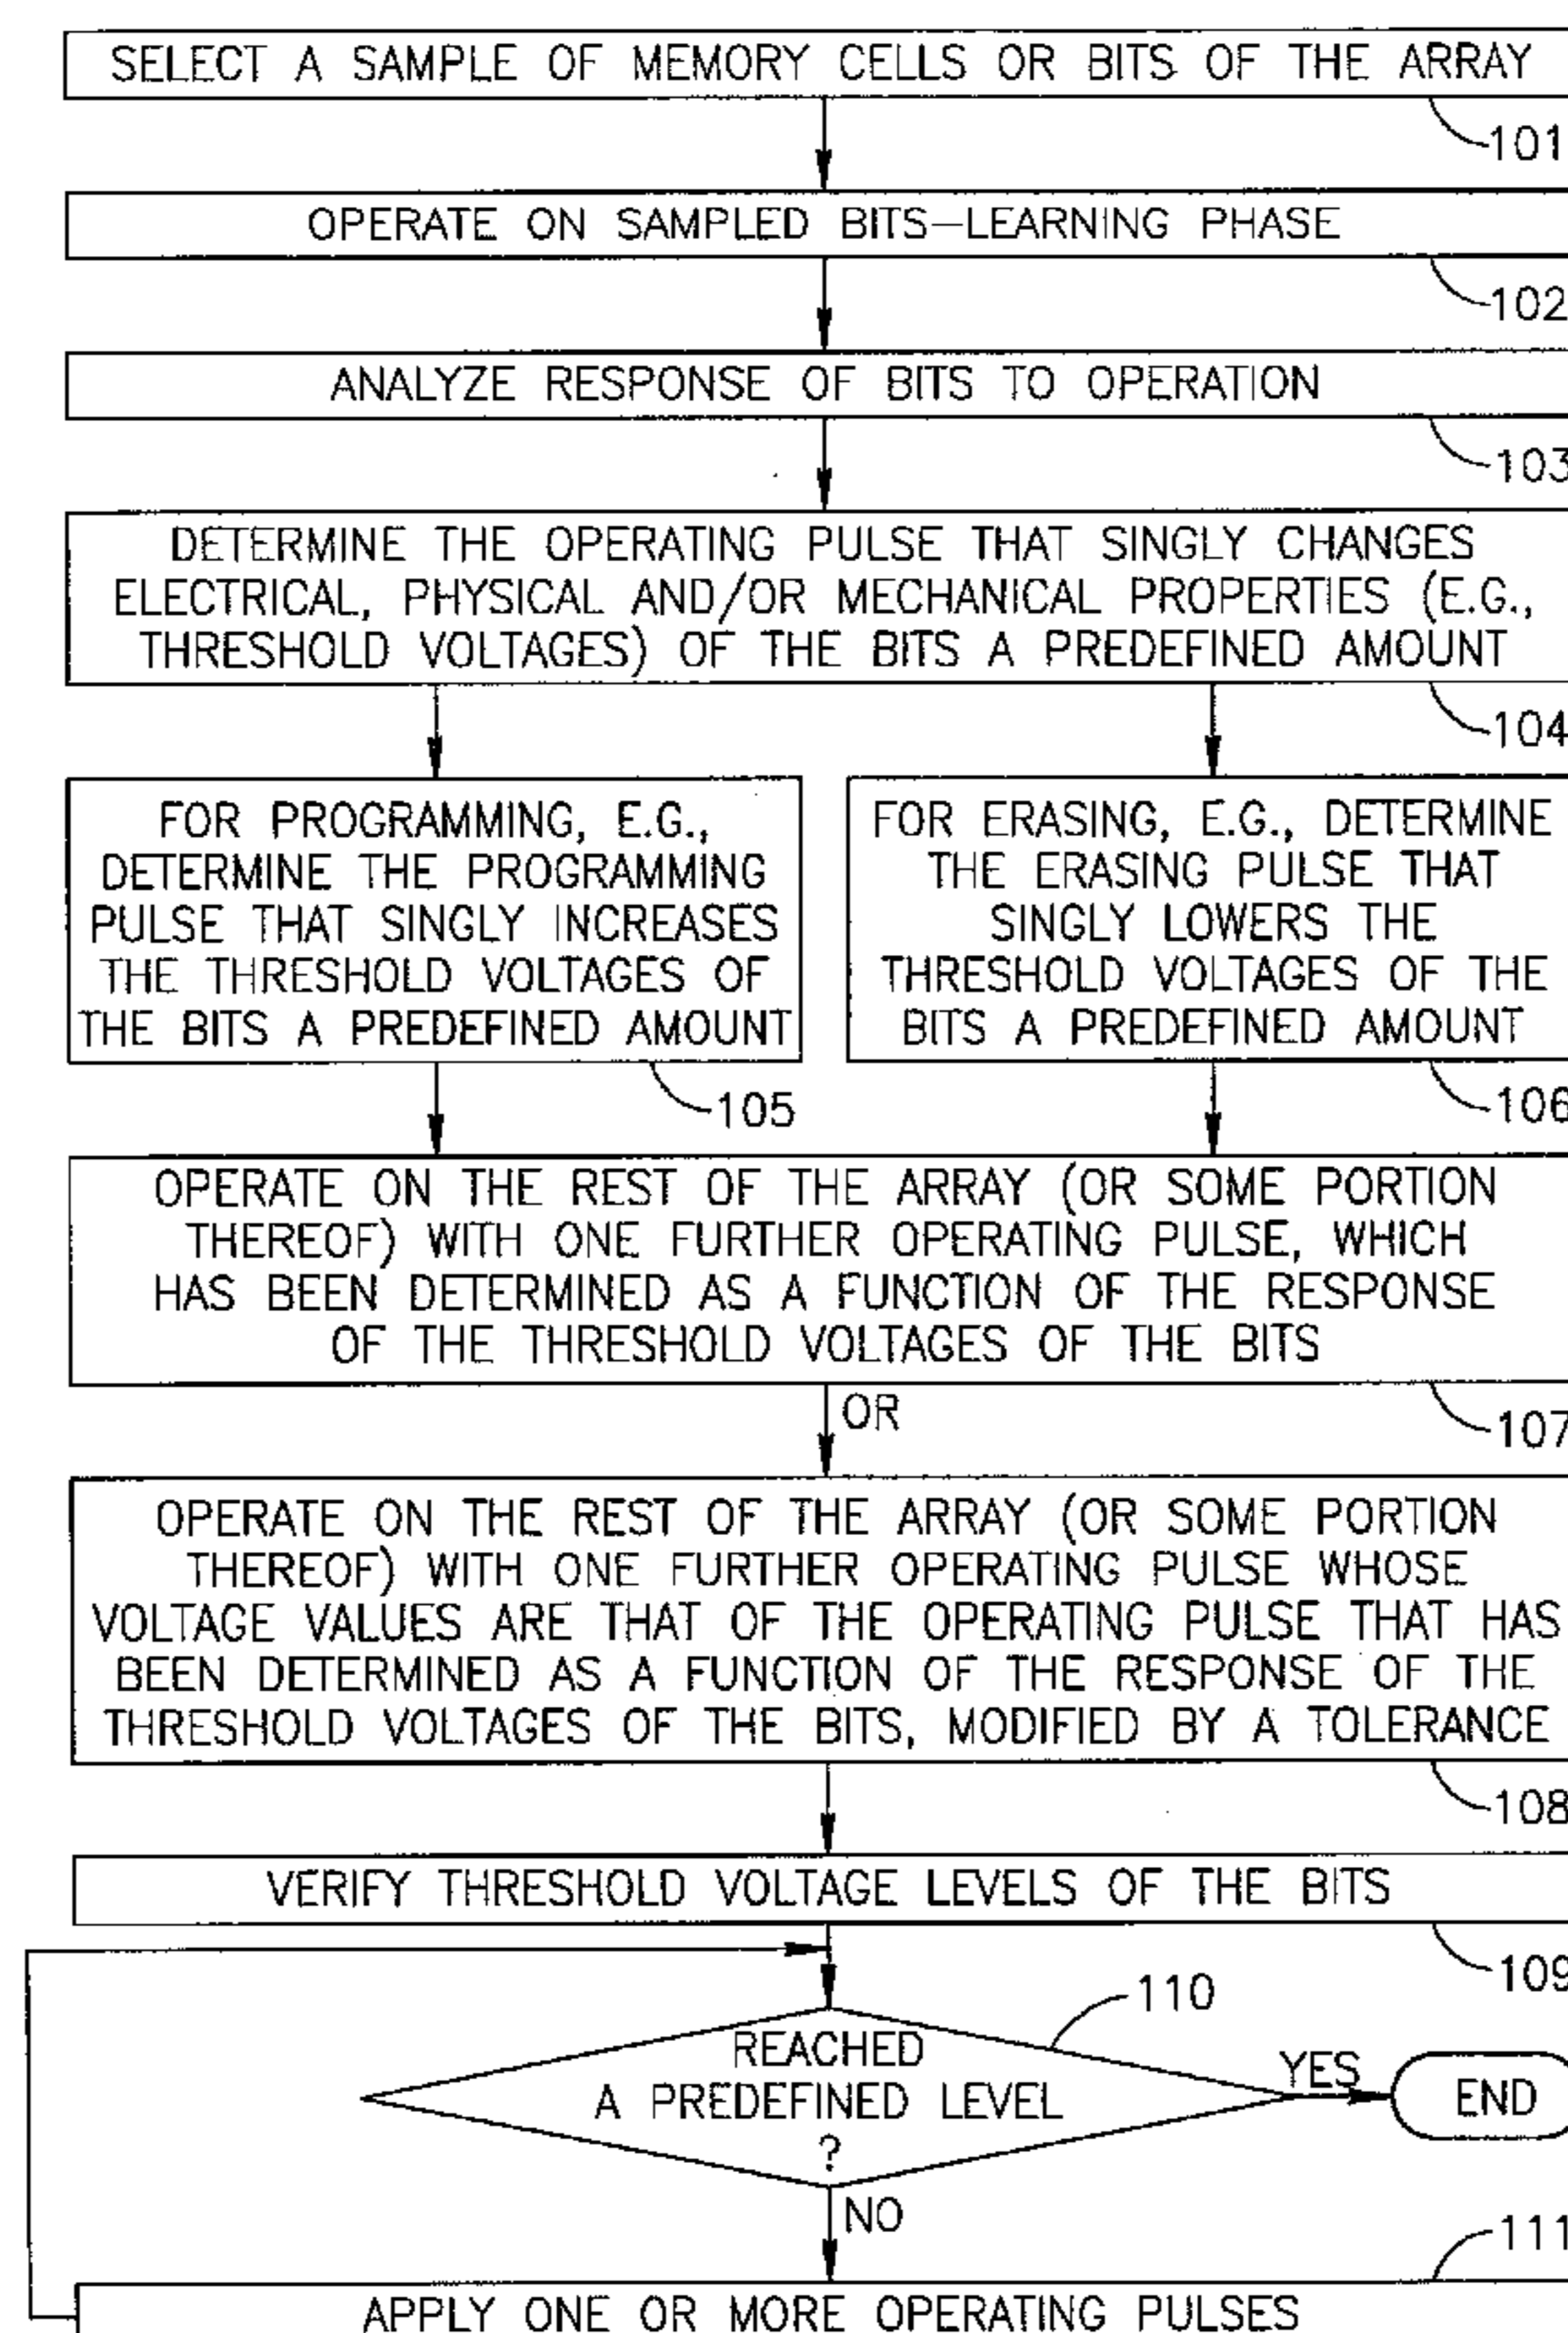 SELECT A SAMPLE OF MEMORY CELLS OR BITS OF THE ARRAY
101
OPERATE ON SAMPLED BITS—LEARNING PHASE
102
ANALYZE RESPONSE OF BITS TO OPERATION
103
DETERMINE THE OPERATING PULSE THAT SINGLY CHANGES
ELECTRICAL, PHYSICAL AND/OR MECHANICAL PROPERTIES (E.G.,
THRESHOLD VOLTAGES) OF THE BITS A PREDEFINED AMOUNT
104
FOR PROGRAMMING, E.G.,
DETERMINE THE PROGRAMMING
PULSE THAT SINGLY INCREASES
THE THRESHOLD VOLTAGES OF
THE BITS A PREDEFINED AMOUNT
105
FOR ERASING, E.G., DETERMINE
THE ERASING PULSE THAT
SINGLY LOWERS THE
THRESHOLD VOLTAGES OF THE
BITS A PREDEFINED AMOUNT
106
OPERATE ON THE REST OF THE ARRAY (OR SOME PORTION
THEREOF) WITH ONE FURTHER OPERATING PULSE, WHICH
HAS BEEN DETERMINED AS A FUNCTION OF THE RESPONSE
OF THE THRESHOLD VOLTAGES OF THE BITS
107
OR
OPERATE ON THE REST OF THE ARRAY (OR SOME PORTION
THEREOF) WITH ONE FURTHER OPERATING PULSE WHOSE
VOLTAGE VALUES ARE THAT OF THE OPERATING PULSE THAT HAS
BEEN DETERMINED AS A FUNCTION OF THE RESPONSE OF THE
THRESHOLD VOLTAGES OF THE BITS, MODIFIED BY A TOLERANCE
108
VERIFY THRESHOLD VOLTAGE LEVELS OF THE BITS
109
110
REACHED
A PREDEFINED LEVEL
?
YES
END
NO
111
APPLY ONE OR MORE OPERATING PULSES